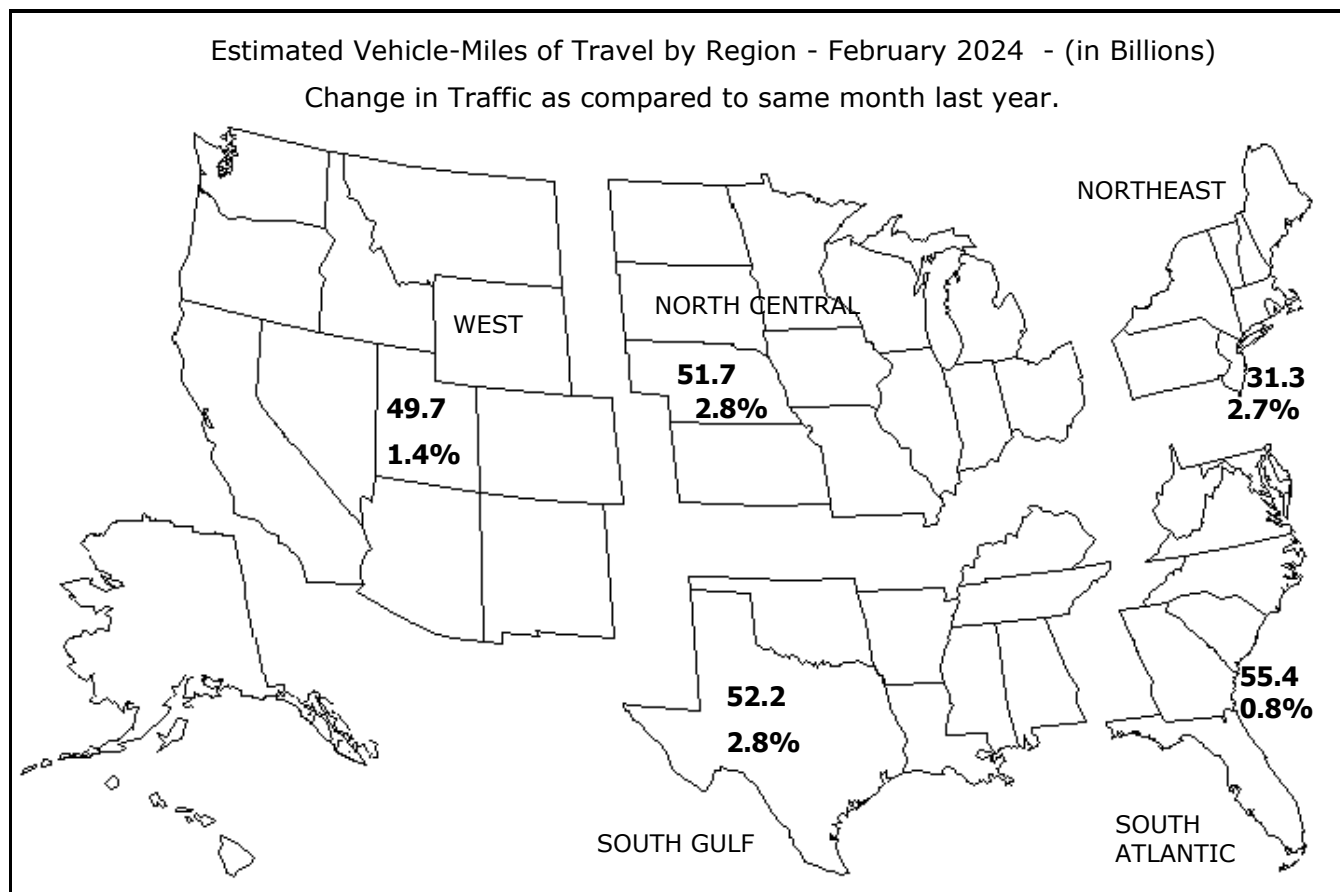 Estimated Vehicle-Miles of Travel by Region - February 2024 - (in Billions)
Change in Traffic as compared to same month last year.
NORTHEAST
31.3
2.7%
NORTH CENTRAL
51.7
2.8%
WEST
49.7
1.4%
55.4
0.8%
SOUTH
ATLANTIC
52.2
2.8%
SOUTH GULF